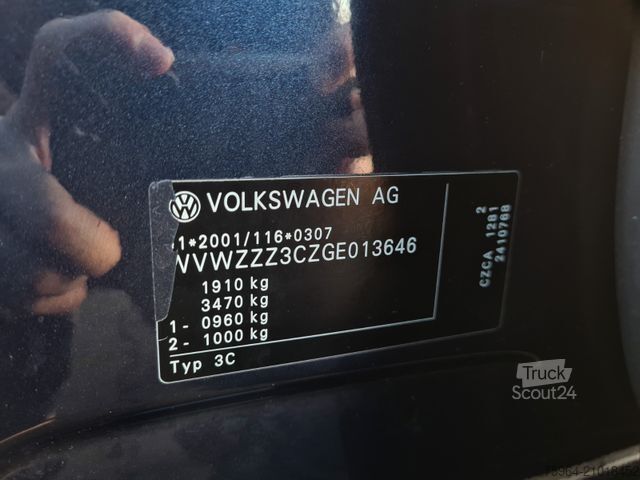 VOLKSWAGEN AG
1*2001/116*0307
WVWZZZ3CZGE013646
1910 kg
3470 kg
1- 0960 kg
2- 1000 kg
Typ 3C
2
CZCA 1281
2410768
Truck
Scout24